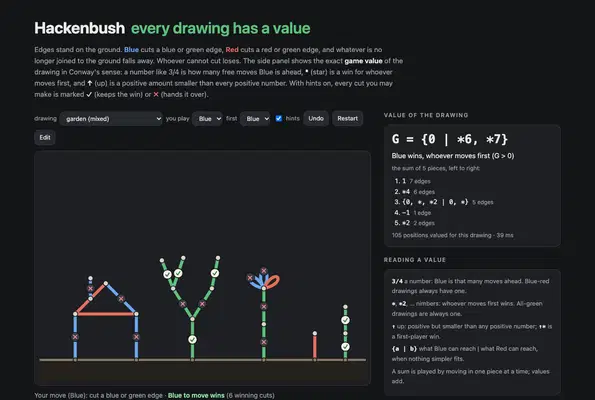 Hackenbush every drawing has a value
Edges stand on the ground. Blue cuts a blue or green edge, Red cuts a red or green edge, and whatever is
no longer joined to the ground falls away. Whoever cannot cut loses. The side panel shows the exact game value of the
drawing in Conway's sense: a number like 3/4 is how many free moves Blue is ahead, * (star) is a win for whoever
moves first, and ↑ (up) is a positive amount smaller than every positive number. With hints on, every cut you may
make is marked ✓ (keeps the win) or ✕ (hands it over).
drawing garden (mixed) you play Blue first Blue hints Undo Restart
Edit
Your move (Blue): cut a blue or green edge · Blue to move wins (6 winning cuts)
VALUE OF THE DRAWING
G = {0 | *6, *7}
Blue wins, whoever moves first (G > 0)
the sum of 5 pieces, left to right:
1. 1 7 edges
2. *4 6 edges
3. {0, *, *2 | 0, *} 5 edges
4. −1 1 edge
5. *2 2 edges
105 positions valued for this drawing · 39 ms
READING A VALUE
3/4 a number: Blue is that many moves ahead. Blue-red
drawings always have one.
*, *2, … nimbers: whoever moves first wins. All-green
drawings are always one.
↑ up: positive but smaller than any positive number; ↑* is
a first-player win.
{a | b} what Blue can reach | what Red can reach,
when nothing simpler fits.
A sum is played by moving in one piece at a time; values
add.